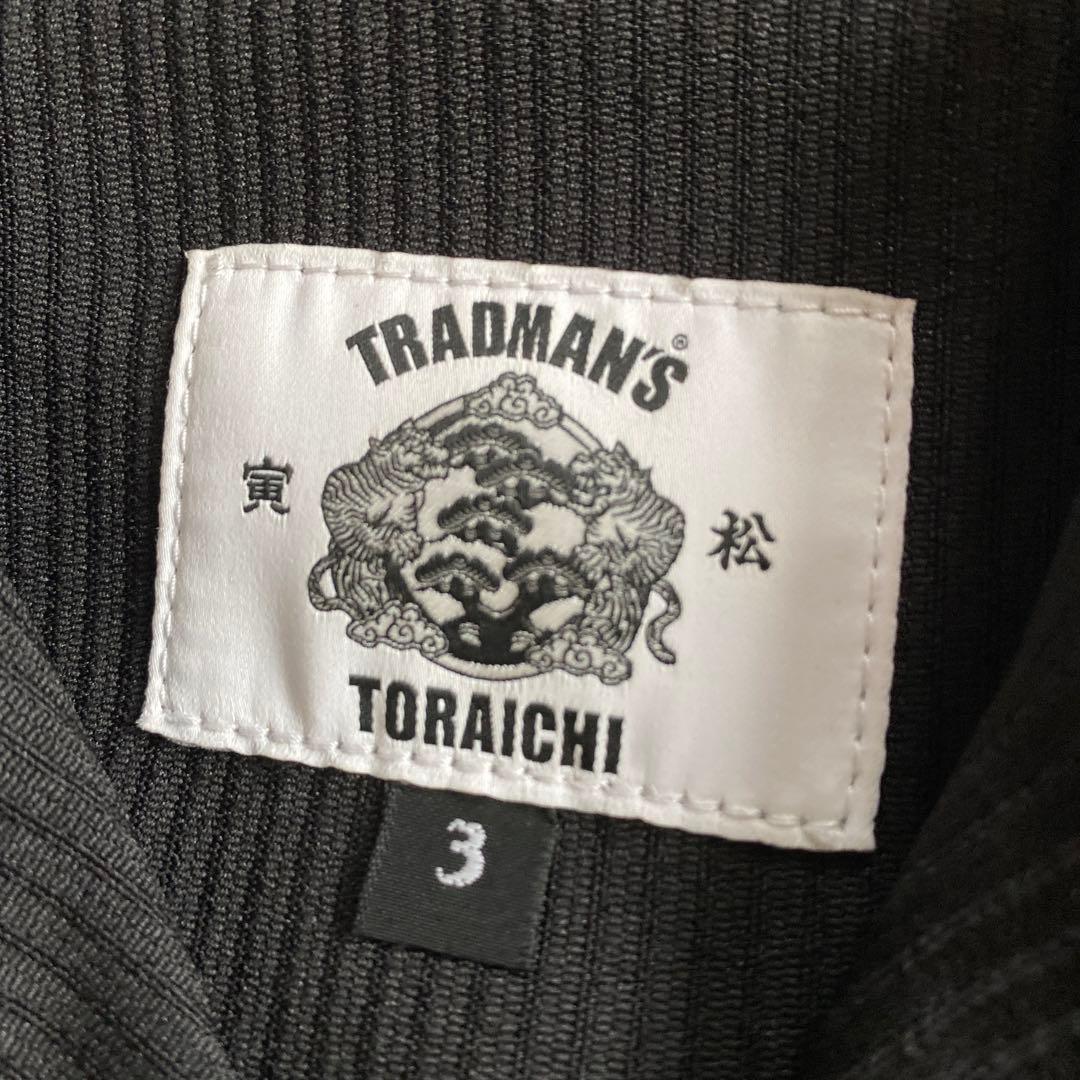 TRADMAN'S®
寅 松
TORAICHI
3